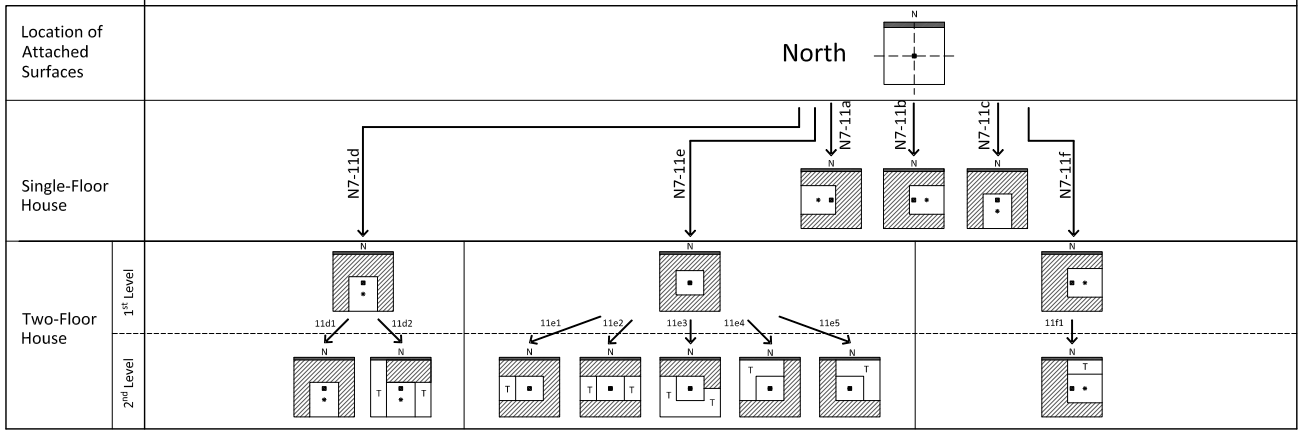 Location of
Attached
Surfaces
North
N
Single-Floor
House
N7-11d
N7-11e
N7-11a
N7-11b
N7-11c
N7-11f
N
N
N
Two-Floor
House
1st Level
N
N
N
11d1
11d2
11e1
11e2
11e3
11e4
11e5
11f1
2nd Level
N
N
N
N
N
N
N
N
T
T
T
T
T
T
T
T
T
T